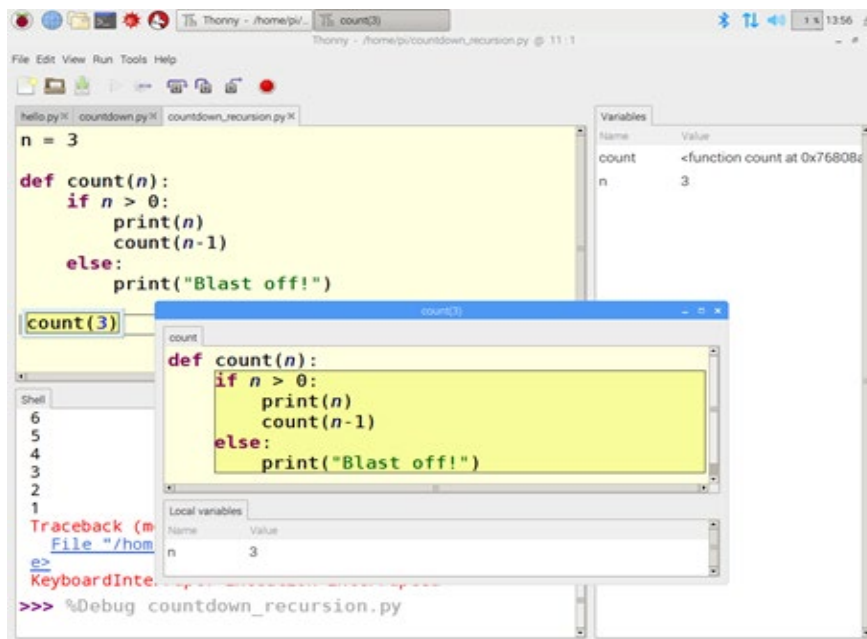 Thonny - /home/pi/...
count(3)
1 %
13:56
Thonny - /home/pi/countdown_recursion.py @ 11 : 1
File Edit View Run Tools Help
hello.py countdown.py countdown_recursion.py
n = 3
def count(n):
if n > 0:
print(n)
count(n-1)
else:
print("Blast off!")
count(3)
Variables
Name Value
count <function count at 0x76808a
n 3
count(3)
count
def count(n):
if n > 0:
print(n)
count(n-1)
else:
print("Blast off!")
Local variables
Name Value
n 3
Shell
6
5
4
3
2
1
Traceback (m
File "/hom
e>
KeyboardInte
>>> %Debug countdown_recursion.py